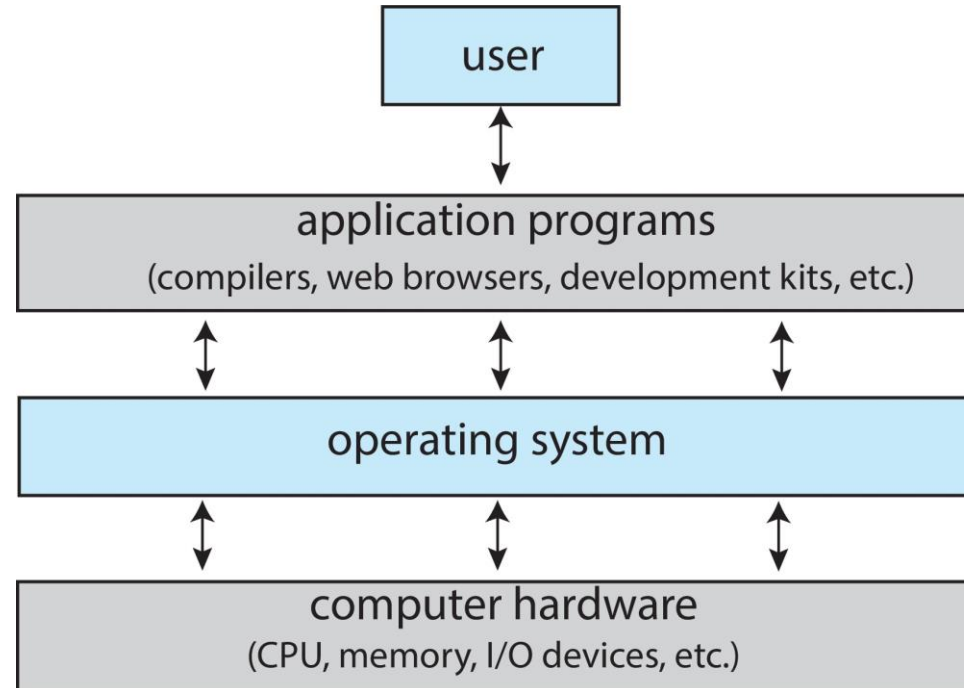 user
application programs
(compilers, web browsers, development kits, etc.)
operating system
computer hardware
(CPU, memory, I/O devices, etc.)